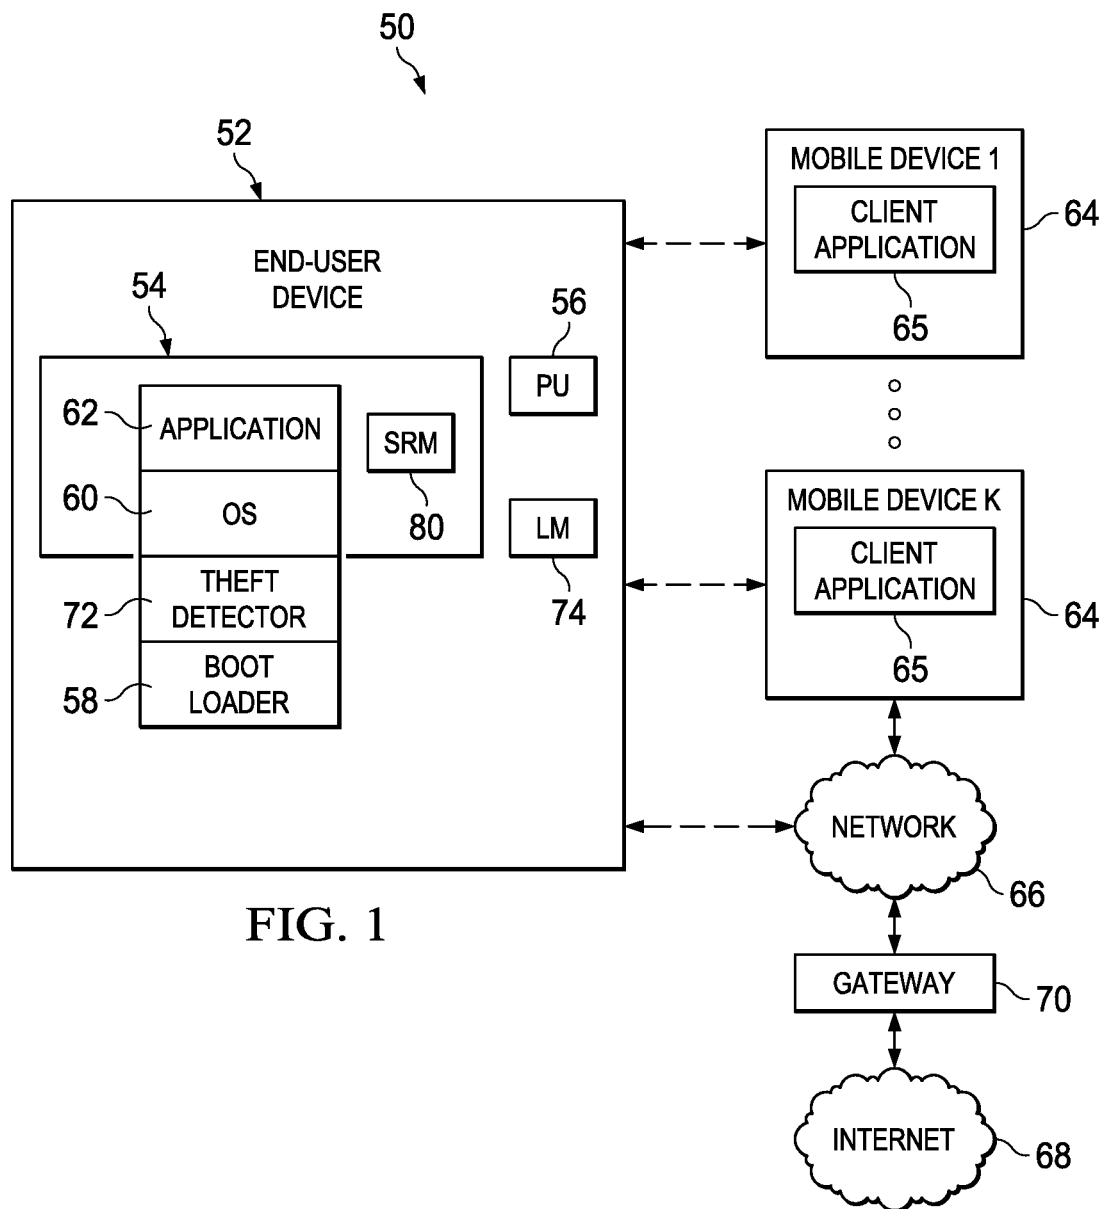 50
52
END-USER
DEVICE
54
56
PU
62
APPLICATION
SRM
80
60
OS
LM
74
72
THEFT
DETECTOR
58
BOOT
LOADER
MOBILE DEVICE 1
CLIENT
APPLICATION
65
64
MOBILE DEVICE K
CLIENT
APPLICATION
65
64
NETWORK
66
GATEWAY
70
INTERNET
68
FIG. 1